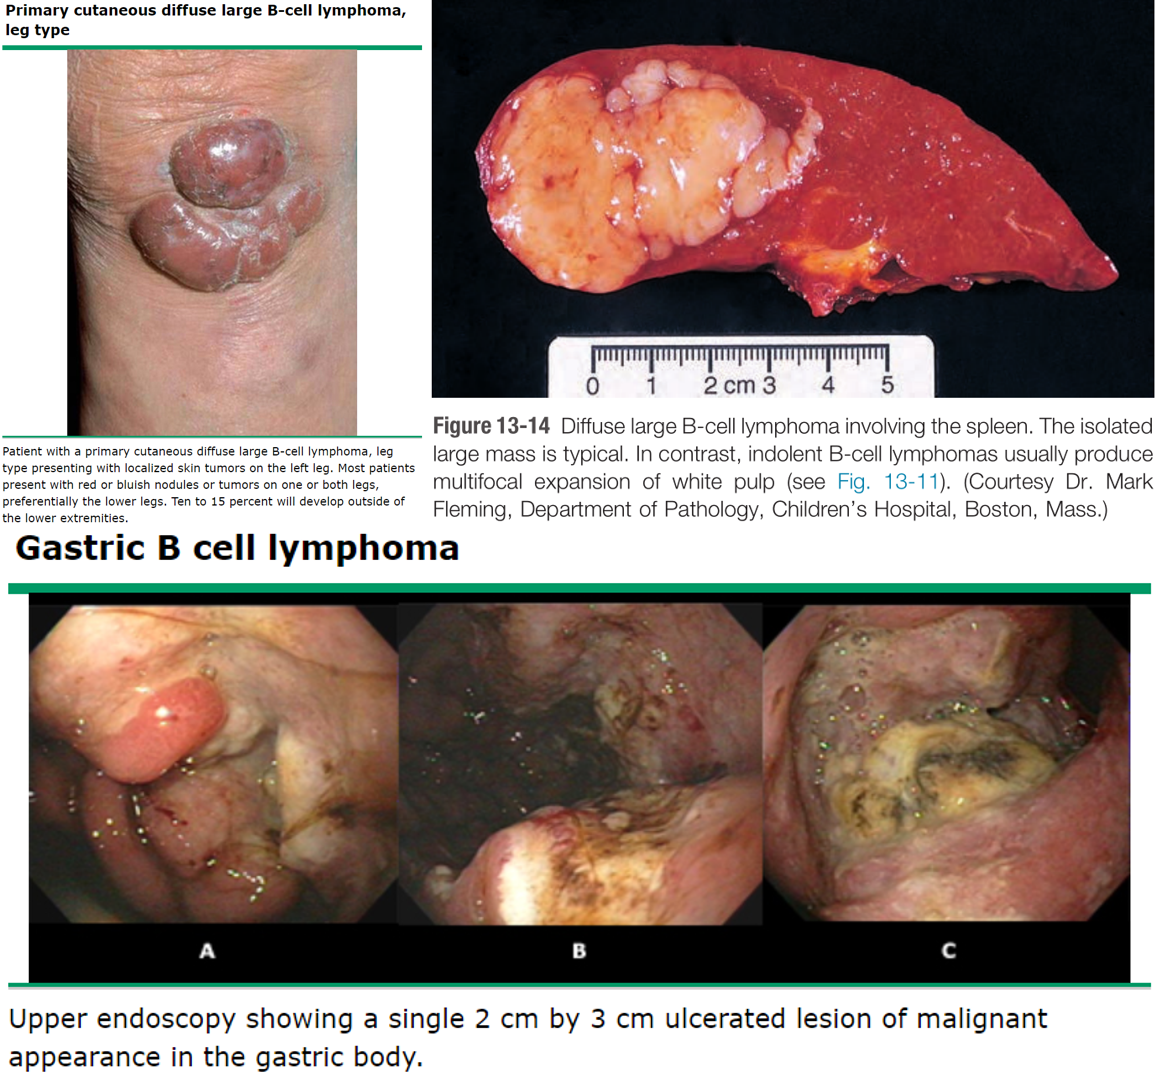 Primary cutaneous diffuse large B-cell lymphoma,
leg type
Patient with a primary cutaneous diffuse large B-cell lymphoma, leg
type presenting with localized skin tumors on the left leg. Most patients
present with red or bluish nodules or tumors on one or both legs,
preferentially the lower legs. Ten to 15 percent will develop outside of
the lower extremities.
0 1 2 cm 3 4 5
Figure 13-14 Diffuse large B-cell lymphoma involving the spleen. The isolated
large mass is typical. In contrast, indolent B-cell lymphomas usually produce
multifocal expansion of white pulp (see Fig. 13-11). (Courtesy Dr. Mark
Fleming, Department of Pathology, Children's Hospital, Boston, Mass.)
Gastric B cell lymphoma
A B C
Upper endoscopy showing a single 2 cm by 3 cm ulcerated lesion of malignant
appearance in the gastric body.